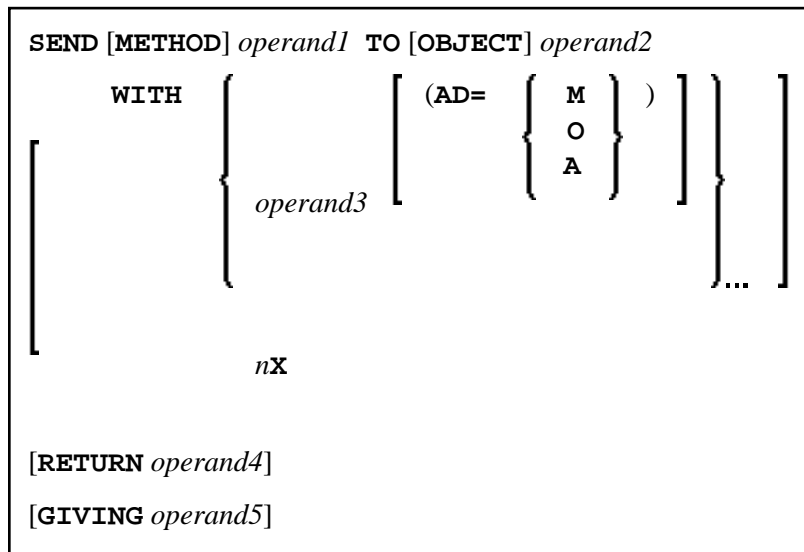 SEND [METHOD] operand1 TO [OBJECT] operand2
WITH { operand3 [ (AD= { M
O
A } ) ] } ...
nX
[RETURN operand4]
[GIVING operand5]